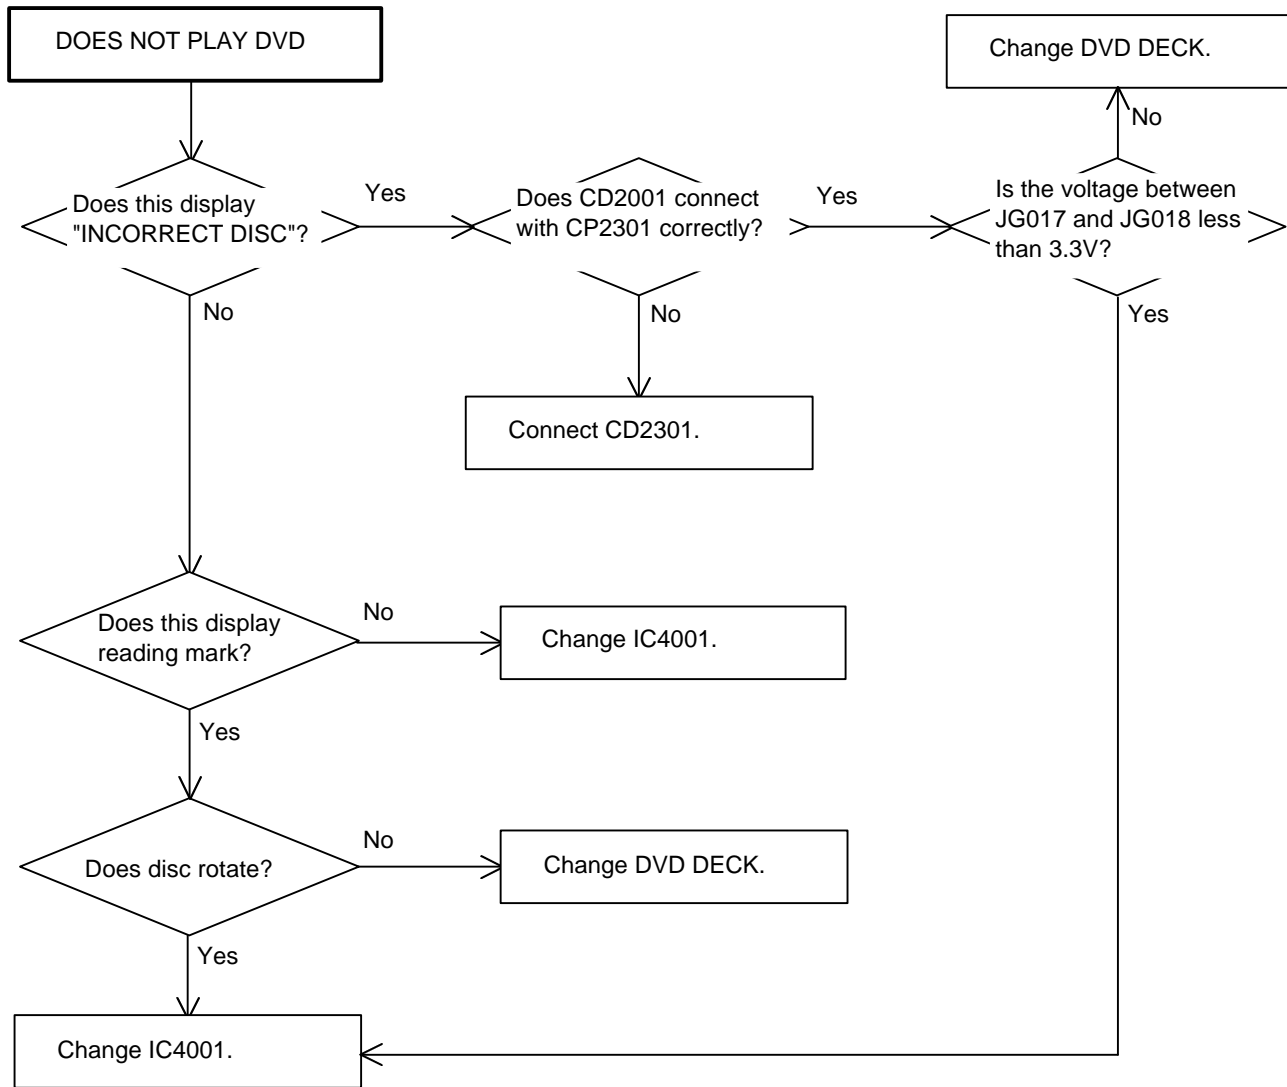 DOES NOT PLAY DVD
Change DVD DECK.
No
Does this display
"INCORRECT DISC"?
Yes
Does CD2001 connect
with CP2301 correctly?
Yes
Is the voltage between
JG017 and JG018 less
than 3.3V?
No
No
Yes
Connect CD2301.
Does this display
reading mark?
No
Change IC4001.
Yes
Does disc rotate?
No
Change DVD DECK.
Yes
Change IC4001.